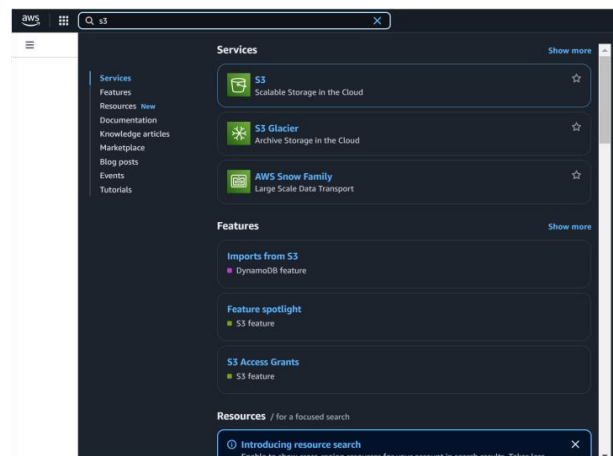 aws
s3
Services
Features
Resources New
Documentation
Knowledge articles
Marketplace
Blog posts
Events
Tutorials
Services Show more
S3
Scalable Storage in the Cloud
S3 Glacier
Archive Storage in the Cloud
AWS Snow Family
Large Scale Data Transport
Features Show more
Imports from S3
DynamoDB feature
Feature spotlight
S3 feature
S3 Access Grants
S3 feature
Resources / for a focused search
Introducing resource search